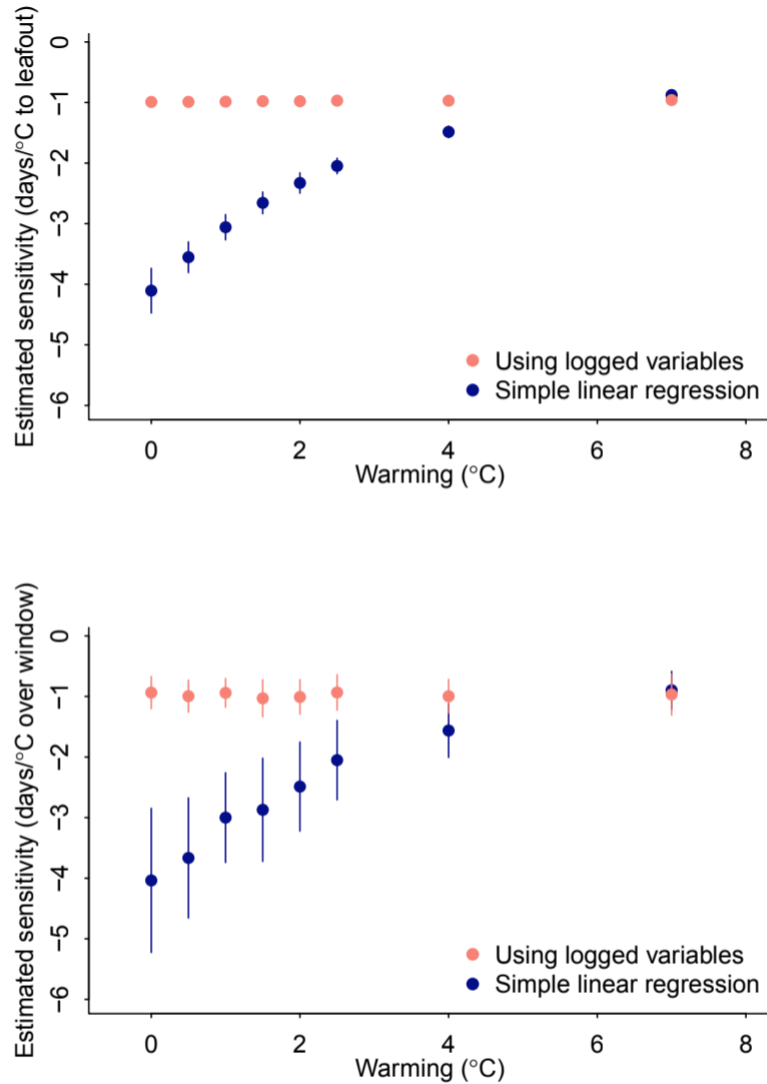 Estimated sensitivity (days/°C to leafout)
0
−1
−2
−3
−4
−5
−6
Using logged variables
Simple linear regression
0 2 4 6 8
Warming (°C)
Estimated sensitivity (days/°C over window)
0
−1
−2
−3
−4
−5
−6
Using logged variables
Simple linear regression
0 2 4 6 8
Warming (°C)